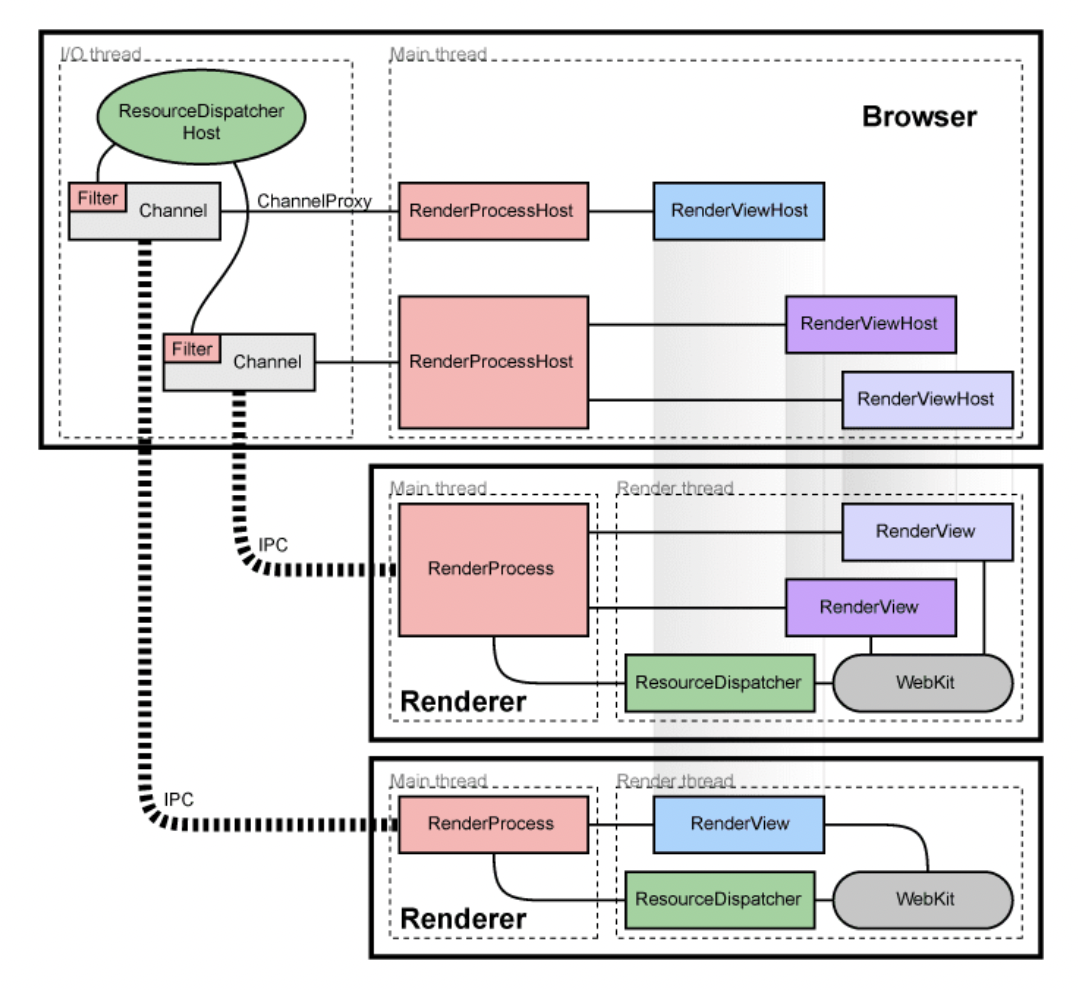 I/O thread
Main thread
ResourceDispatcher
Host
Browser
Filter
Channel
ChannelProxy
RenderProcessHost
RenderViewHost
Filter
Channel
RenderProcessHost
RenderViewHost
RenderViewHost
Main thread
Render thread
IPC
RenderProcess
RenderView
RenderView
ResourceDispatcher
WebKit
Renderer
Main thread
Render thread
IPC
RenderProcess
RenderView
ResourceDispatcher
WebKit
Renderer